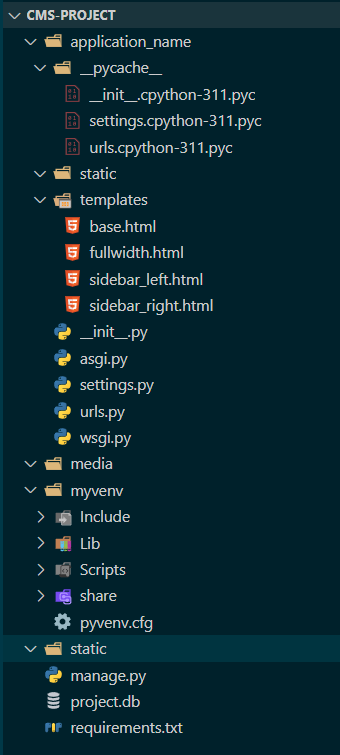 CMS-PROJECT
application_name
__pycache__
__init__.cpython-311.pyc
settings.cpython-311.pyc
urls.cpython-311.pyc
static
templates
base.html
fullwidth.html
sidebar_left.html
sidebar_right.html
__init__.py
asgi.py
settings.py
urls.py
wsgi.py
media
myvenv
Include
Lib
Scripts
share
pyvenv.cfg
static
manage.py
project.db
requirements.txt